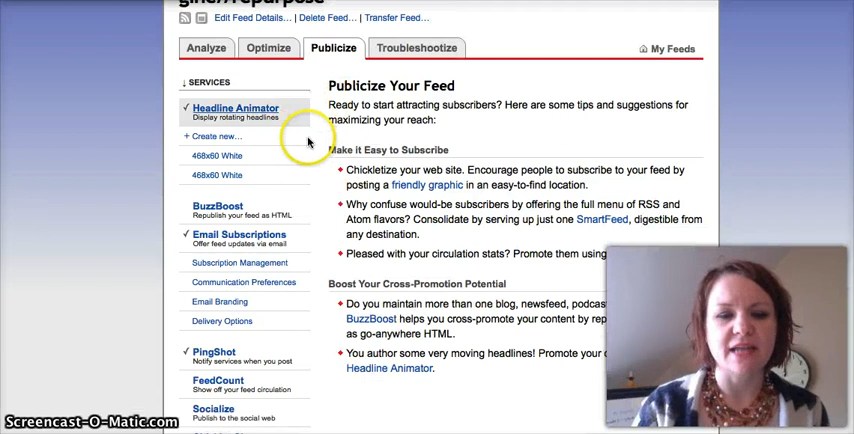 Edit Feed Details... | Delete Feed... | Transfer Feed...
Analyze Optimize Publicize Troubleshootize My Feeds
↓ SERVICES
✓ Headline Animator
Display rotating headlines
+ Create new...
468x60 White
468x60 White
BuzzBoost
Republish your feed as HTML
✓ Email Subscriptions
Offer feed updates via email
Subscription Management
Communication Preferences
Email Branding
Delivery Options
✓ PingShot
Notify services when you post
FeedCount
Show off your feed circulation
Socialize
Publish to the social web
Publicize Your Feed
Ready to start attracting subscribers? Here are some tips and suggestions for
maximizing your reach:
Make it Easy to Subscribe
Chickletize your web site. Encourage people to subscribe to your feed by
posting a friendly graphic in an easy-to-find location.
Why confuse would-be subscribers by offering the full menu of RSS and
Atom flavors? Consolidate by serving up just one SmartFeed, digestible from
any destination.
Pleased with your circulation stats? Promote them using
Boost Your Cross-Promotion Potential
Do you maintain more than one blog, newsfeed,
BuzzBoost helps you cross-promote your content by
as go-anywhere HTML.
You author some very moving headlines! Promote your
Headline Animator.
Screencast-O-Matic.com